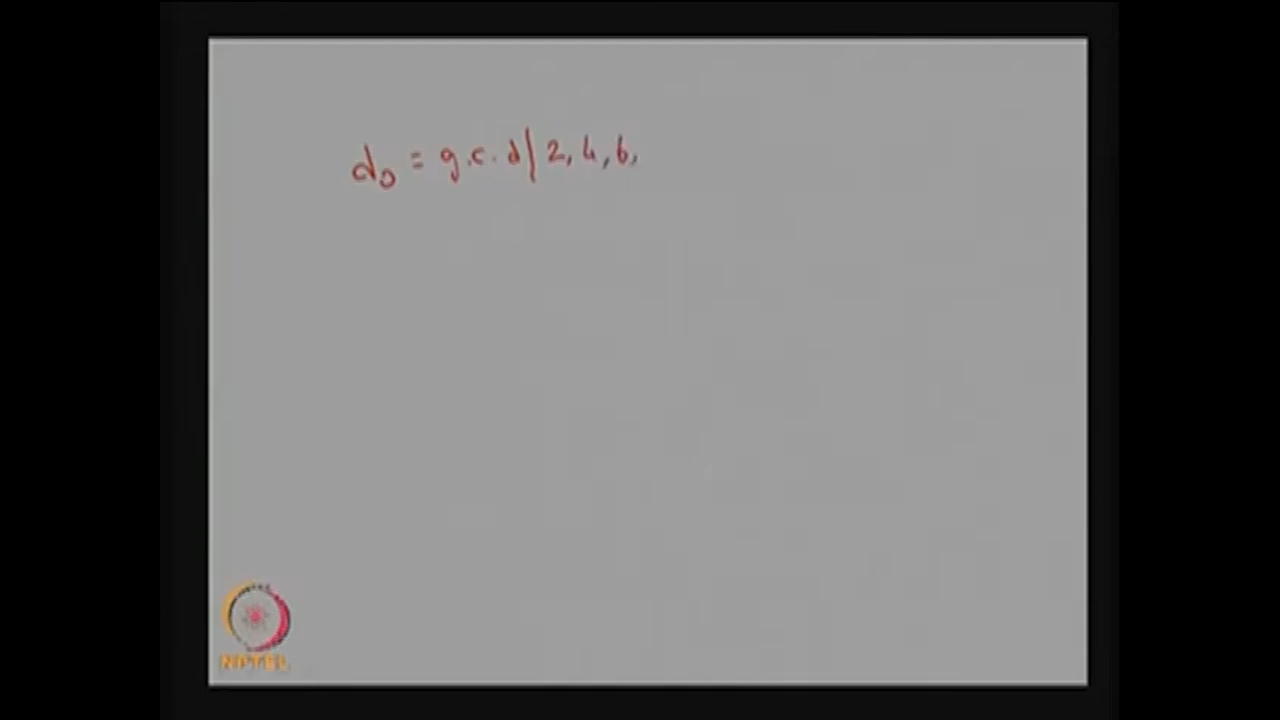 d₀ = g.c.d ( 2, 4, 6,
NPTEL